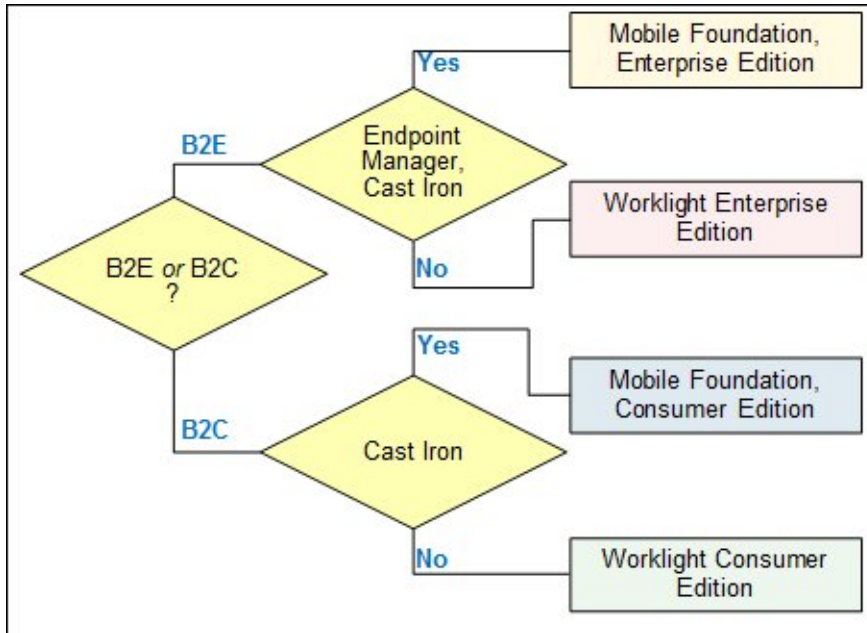 Mobile Foundation,
Enterprise Edition
Yes
Endpoint
Manager,
Cast Iron
B2E
Worklight Enterprise
Edition
No
B2E or B2C
?
Yes
Mobile Foundation,
Consumer Edition
B2C
Cast Iron
No
Worklight Consumer
Edition